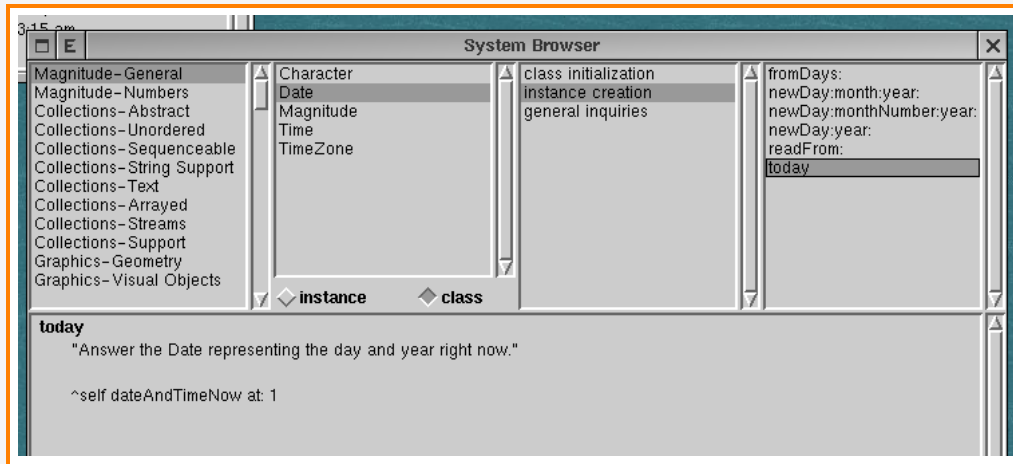 3:15 am
E
System Browser
Magnitude-General
Magnitude-Numbers
Collections-Abstract
Collections-Unordered
Collections-Sequenceable
Collections-String Support
Collections-Text
Collections-Arrayed
Collections-Streams
Collections-Support
Graphics-Geometry
Graphics-Visual Objects
Character
Date
Magnitude
Time
TimeZone
instance
class
class initialization
instance creation
general inquiries
fromDays:
newDay:month:year:
newDay:monthNumber:year:
newDay:year:
readFrom:
today
today
"Answer the Date representing the day and year right now."
^self dateAndTimeNow at: 1